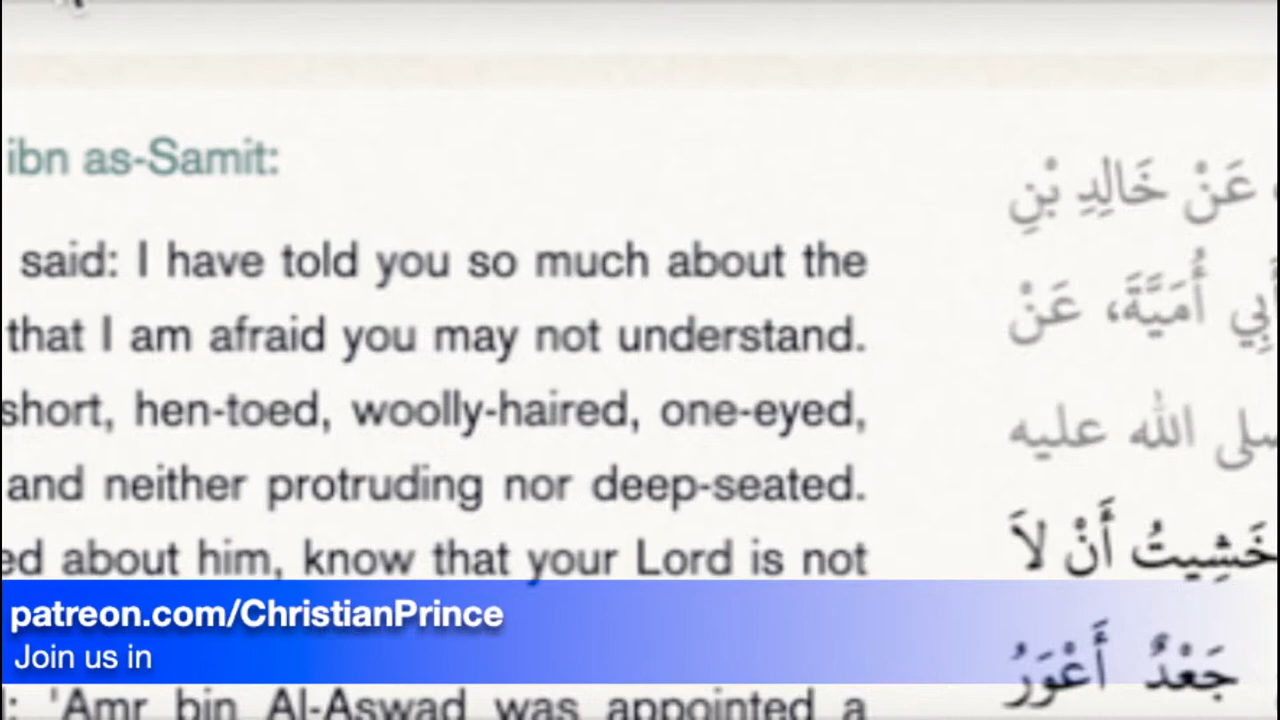 ibn as-Samit:
said: I have told you so much about the
that I am afraid you may not understand.
short, hen-toed, woolly-haired, one-eyed,
and neither protruding nor deep-seated.
ed about him, know that your Lord is not
patreon.com/ChristianPrince
Join us in
: 'Amr bin Al-Aswad was appointed a
عَنْ خَالِدِ بْنِ
بِي أُمَيَّةَ، عَنْ
صلى الله عليه
خَشِيتُ أَنْ لاَ
جَعْدٌ أَعْوَرُ